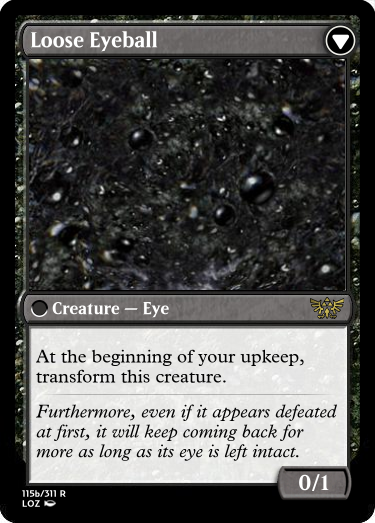 Loose Eyeball
Creature — Eye
At the beginning of your upkeep,
transform this creature.
Furthermore, even if it appears defeated
at first, it will keep coming back for
more as long as its eye is left intact.
0/1
115b/311 R
LOZ